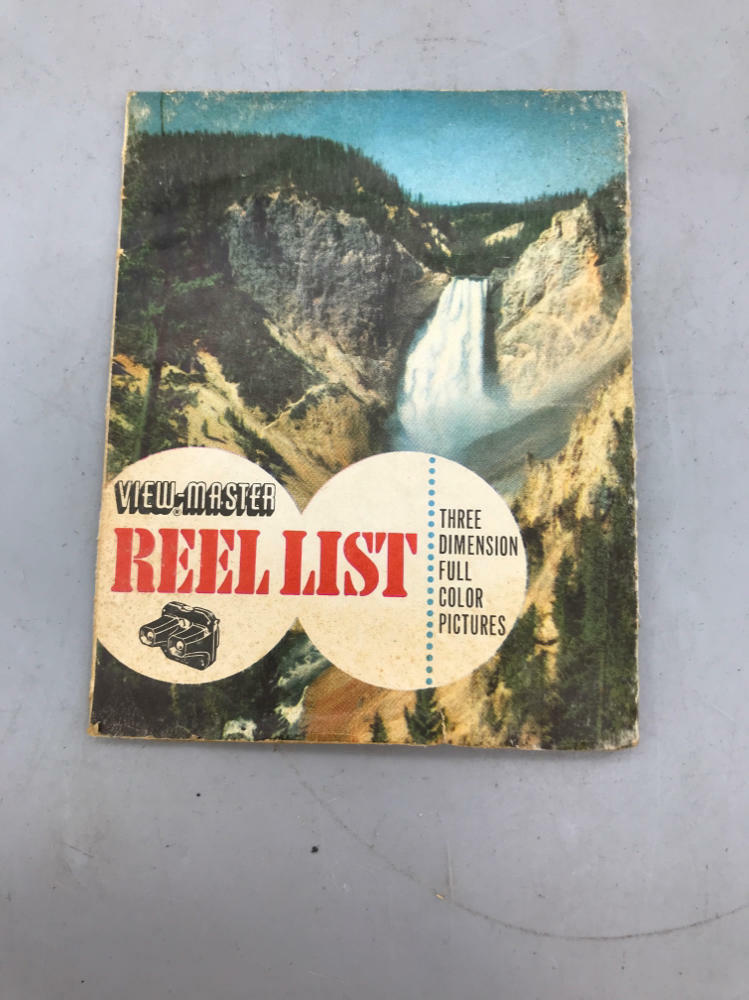 VIEW-MASTER
REEL LIST
THREE
DIMENSION
FULL
COLOR
PICTURES